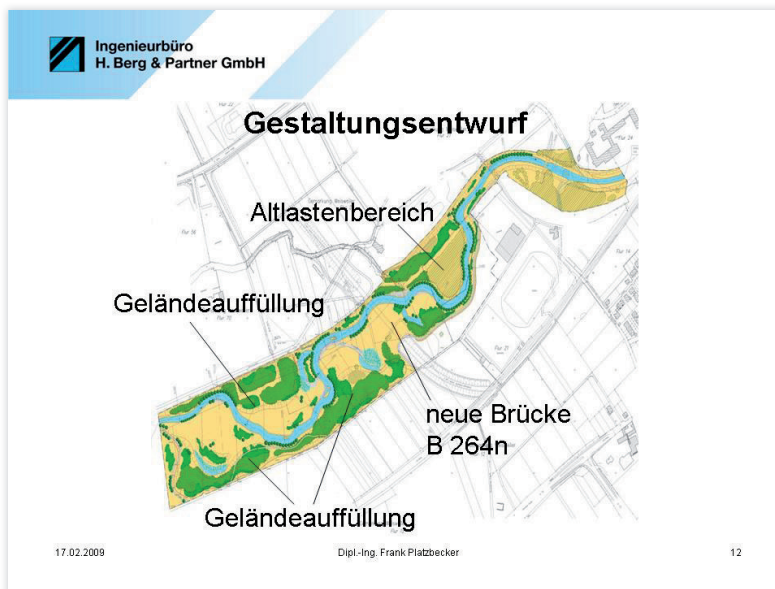 Ingenieurbüro
H. Berg & Partner GmbH
Gestaltungsentwurf
Altlastenbereich
Geländeauffüllung
neue Brücke
B 264n
Geländeauffüllung
17.02.2009
Dipl.-Ing. Frank Platzbecker
12